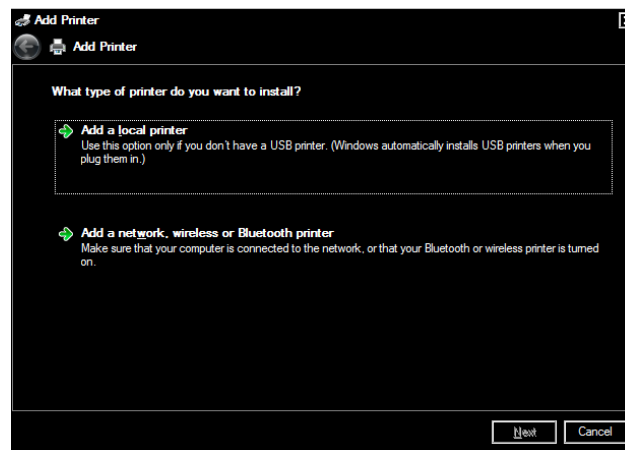 Add Printer
Add Printer
What type of printer do you want to install?
Add a local printer
Use this option only if you don't have a USB printer. (Windows automatically installs USB printers when you
plug them in.)
Add a network, wireless or Bluetooth printer
Make sure that your computer is connected to the network, or that your Bluetooth or wireless printer is turned
on.
Next Cancel